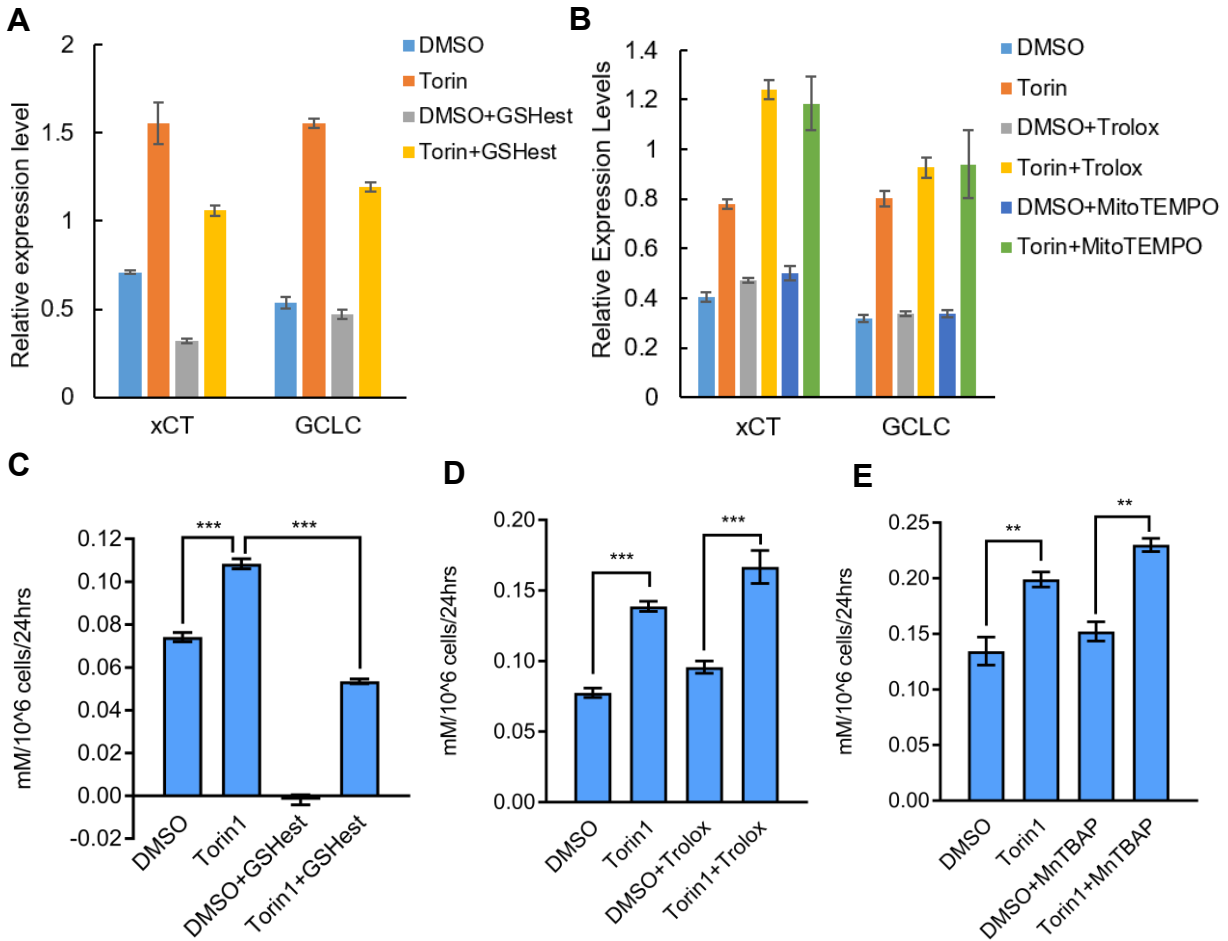 A
Relative expression level
2
1.5
1
0.5
0
xCT
GCLC
DMSO
Torin
DMSO+GSHest
Torin+GSHest
B
Relative Expression Levels
1.4
1.2
1
0.8
0.6
0.4
0.2
0
xCT
GCLC
DMSO
Torin
DMSO+Trolox
Torin+Trolox
DMSO+MitoTEMPO
Torin+MitoTEMPO
C
mM/10^6 cells/24hrs
0.12
0.10
0.08
0.06
0.04
0.02
0.00
-0.02
***
***
DMSO
Torin1
DMSO+GSHest
Torin1+GSHest
D
mM/10^6 cells/24hrs
0.20
0.15
0.10
0.05
0.00
***
***
DMSO
Torin1
DMSO+Trolox
Torin1+Trolox
E
mM/10^6 cells/24hrs
0.25
0.20
0.15
0.10
0.05
0.00
**
**
DMSO
Torin1
DMSO+MnTBAP
Torin1+MnTBAP